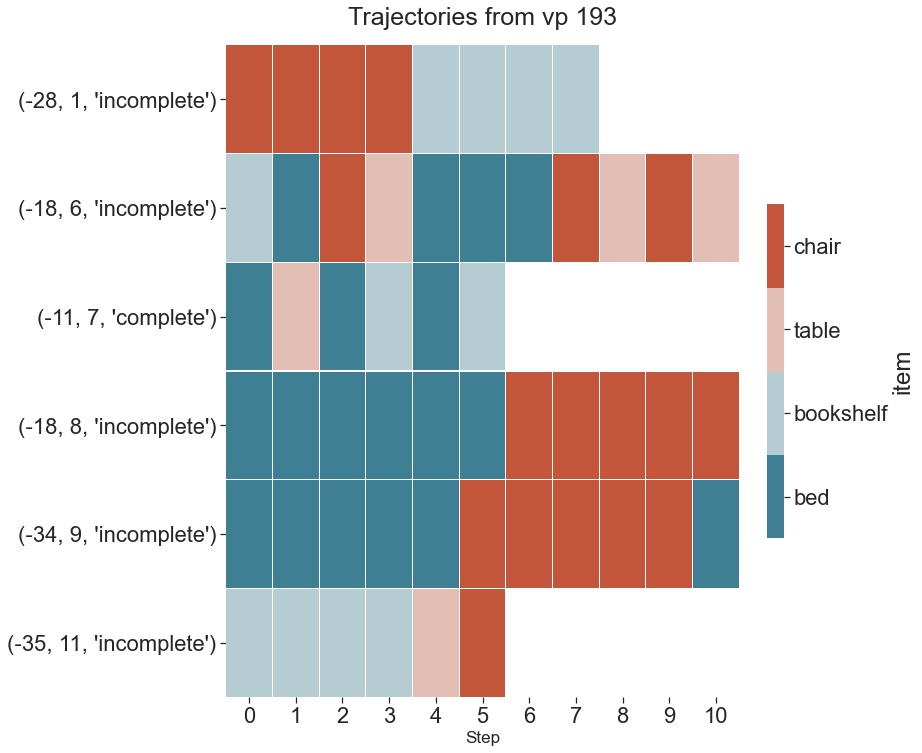 Trajectories from vp 193
(-28, 1, 'incomplete')
(-18, 6, 'incomplete')
(-11, 7, 'complete')
(-18, 8, 'incomplete')
(-34, 9, 'incomplete')
(-35, 11, 'incomplete')
0 1 2 3 4 5 6 7 8 9 10
Step
chair
table
bookshelf
bed
item